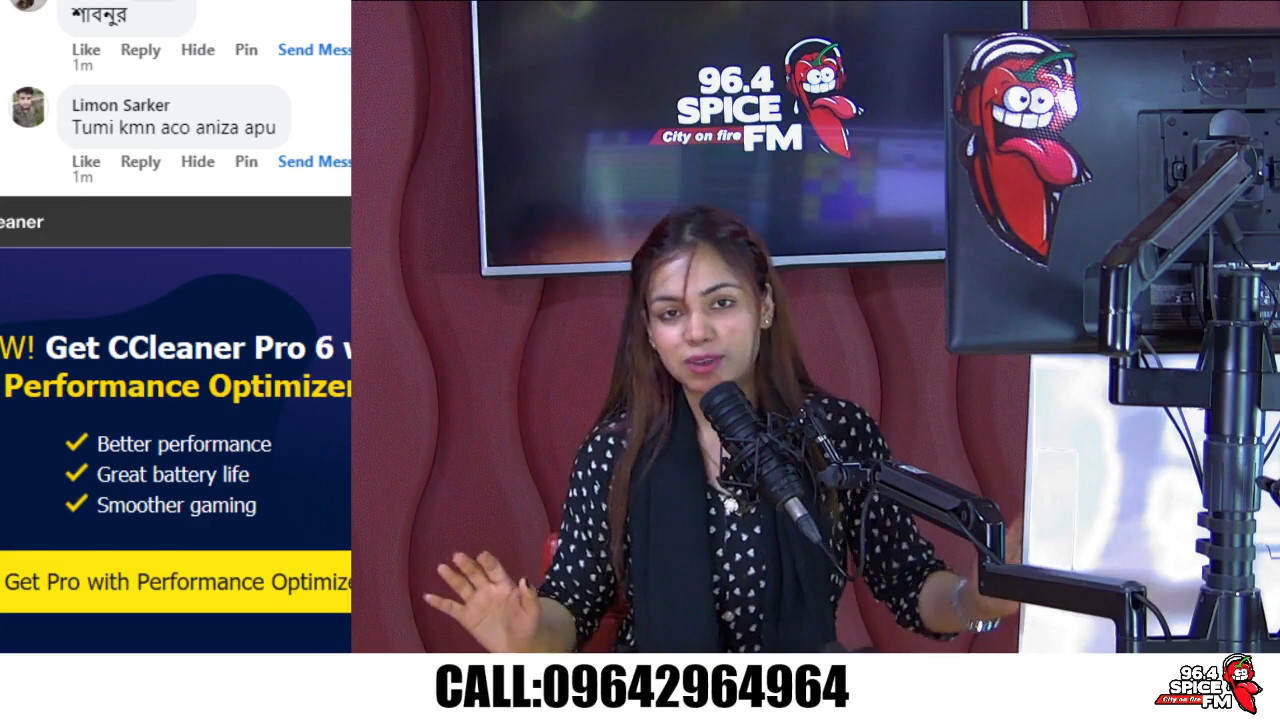 শাবনুর
Like Reply Hide Pin Send Mess
1m
Limon Sarker
Tumi kmn aco aniza apu
Like Reply Hide Pin Send Mess
1m
eaner
W! Get CCleaner Pro 6 w
Performance Optimizer
Better performance
Great battery life
Smoother gaming
Get Pro with Performance Optimize
96.4
SPICE
City on fire FM
CALL:09642964964
96.4
SPICE
City on fire FM